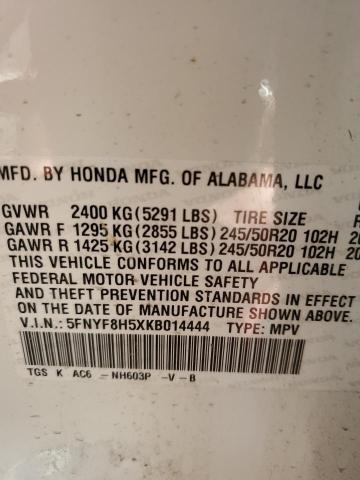 MFD. BY HONDA MFG. OF ALABAMA, LLC
GVWR 2400 KG(5291 LBS) TIRE SIZE
GAWR F 1295 KG(2855 LBS) 245/50R20 102H
GAWR R 1425 KG(3142 LBS) 245/50R20 102H
THIS VEHICLE CONFORMS TO ALL APPLICABLE
FEDERAL MOTOR VEHICLE SAFETY
AND THEFT PREVENTION STANDARDS IN EFFECT
ON THE DATE OF MANUFACTURE SHOWN ABOVE.
V.I.N.: 5FNYF8H5XKB014444 TYPE: MPV
TGS K AC6 - NH603P -V-B